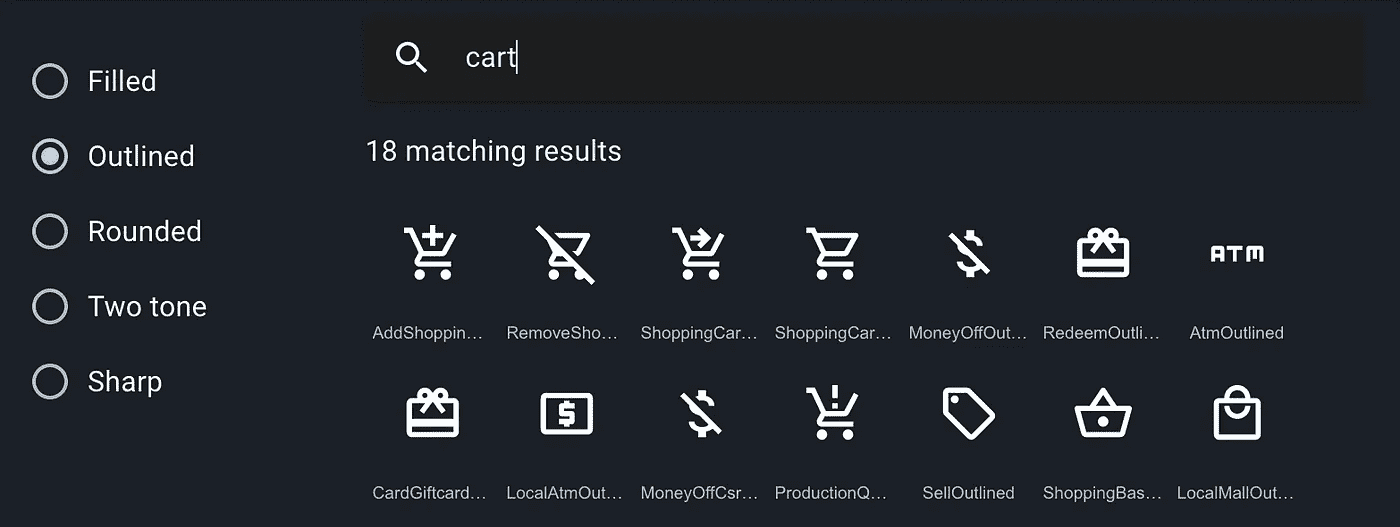 cart
Filled
18 matching results
Outlined
Rounded
ATM
Two tone
AddShoppin...
RemoveSho...
ShoppingCar...
ShoppingCar...
MoneyOffOut...
RedeemOutli...
AtmOutlined
Sharp
$
CardGiftcard...
LocalAtmOut...
MoneyOffCsr...
ProductionQ...
SellOutlined
ShoppingBas...
LocalMallOut...